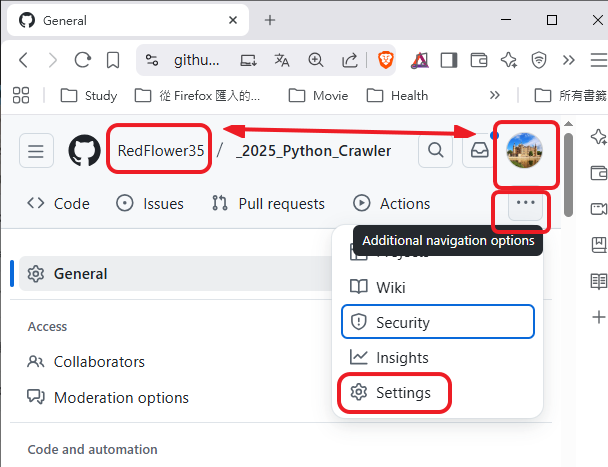 General
githu...
Study
從 Firefox 匯入的...
Movie
Health
所有書籤
RedFlower35 / _2025_Python_Crawler
Code
Issues
Pull requests
Actions
Additional navigation options
Projects
Wiki
Security
Insights
Settings
General
Access
Collaborators
Moderation options
Code and automation